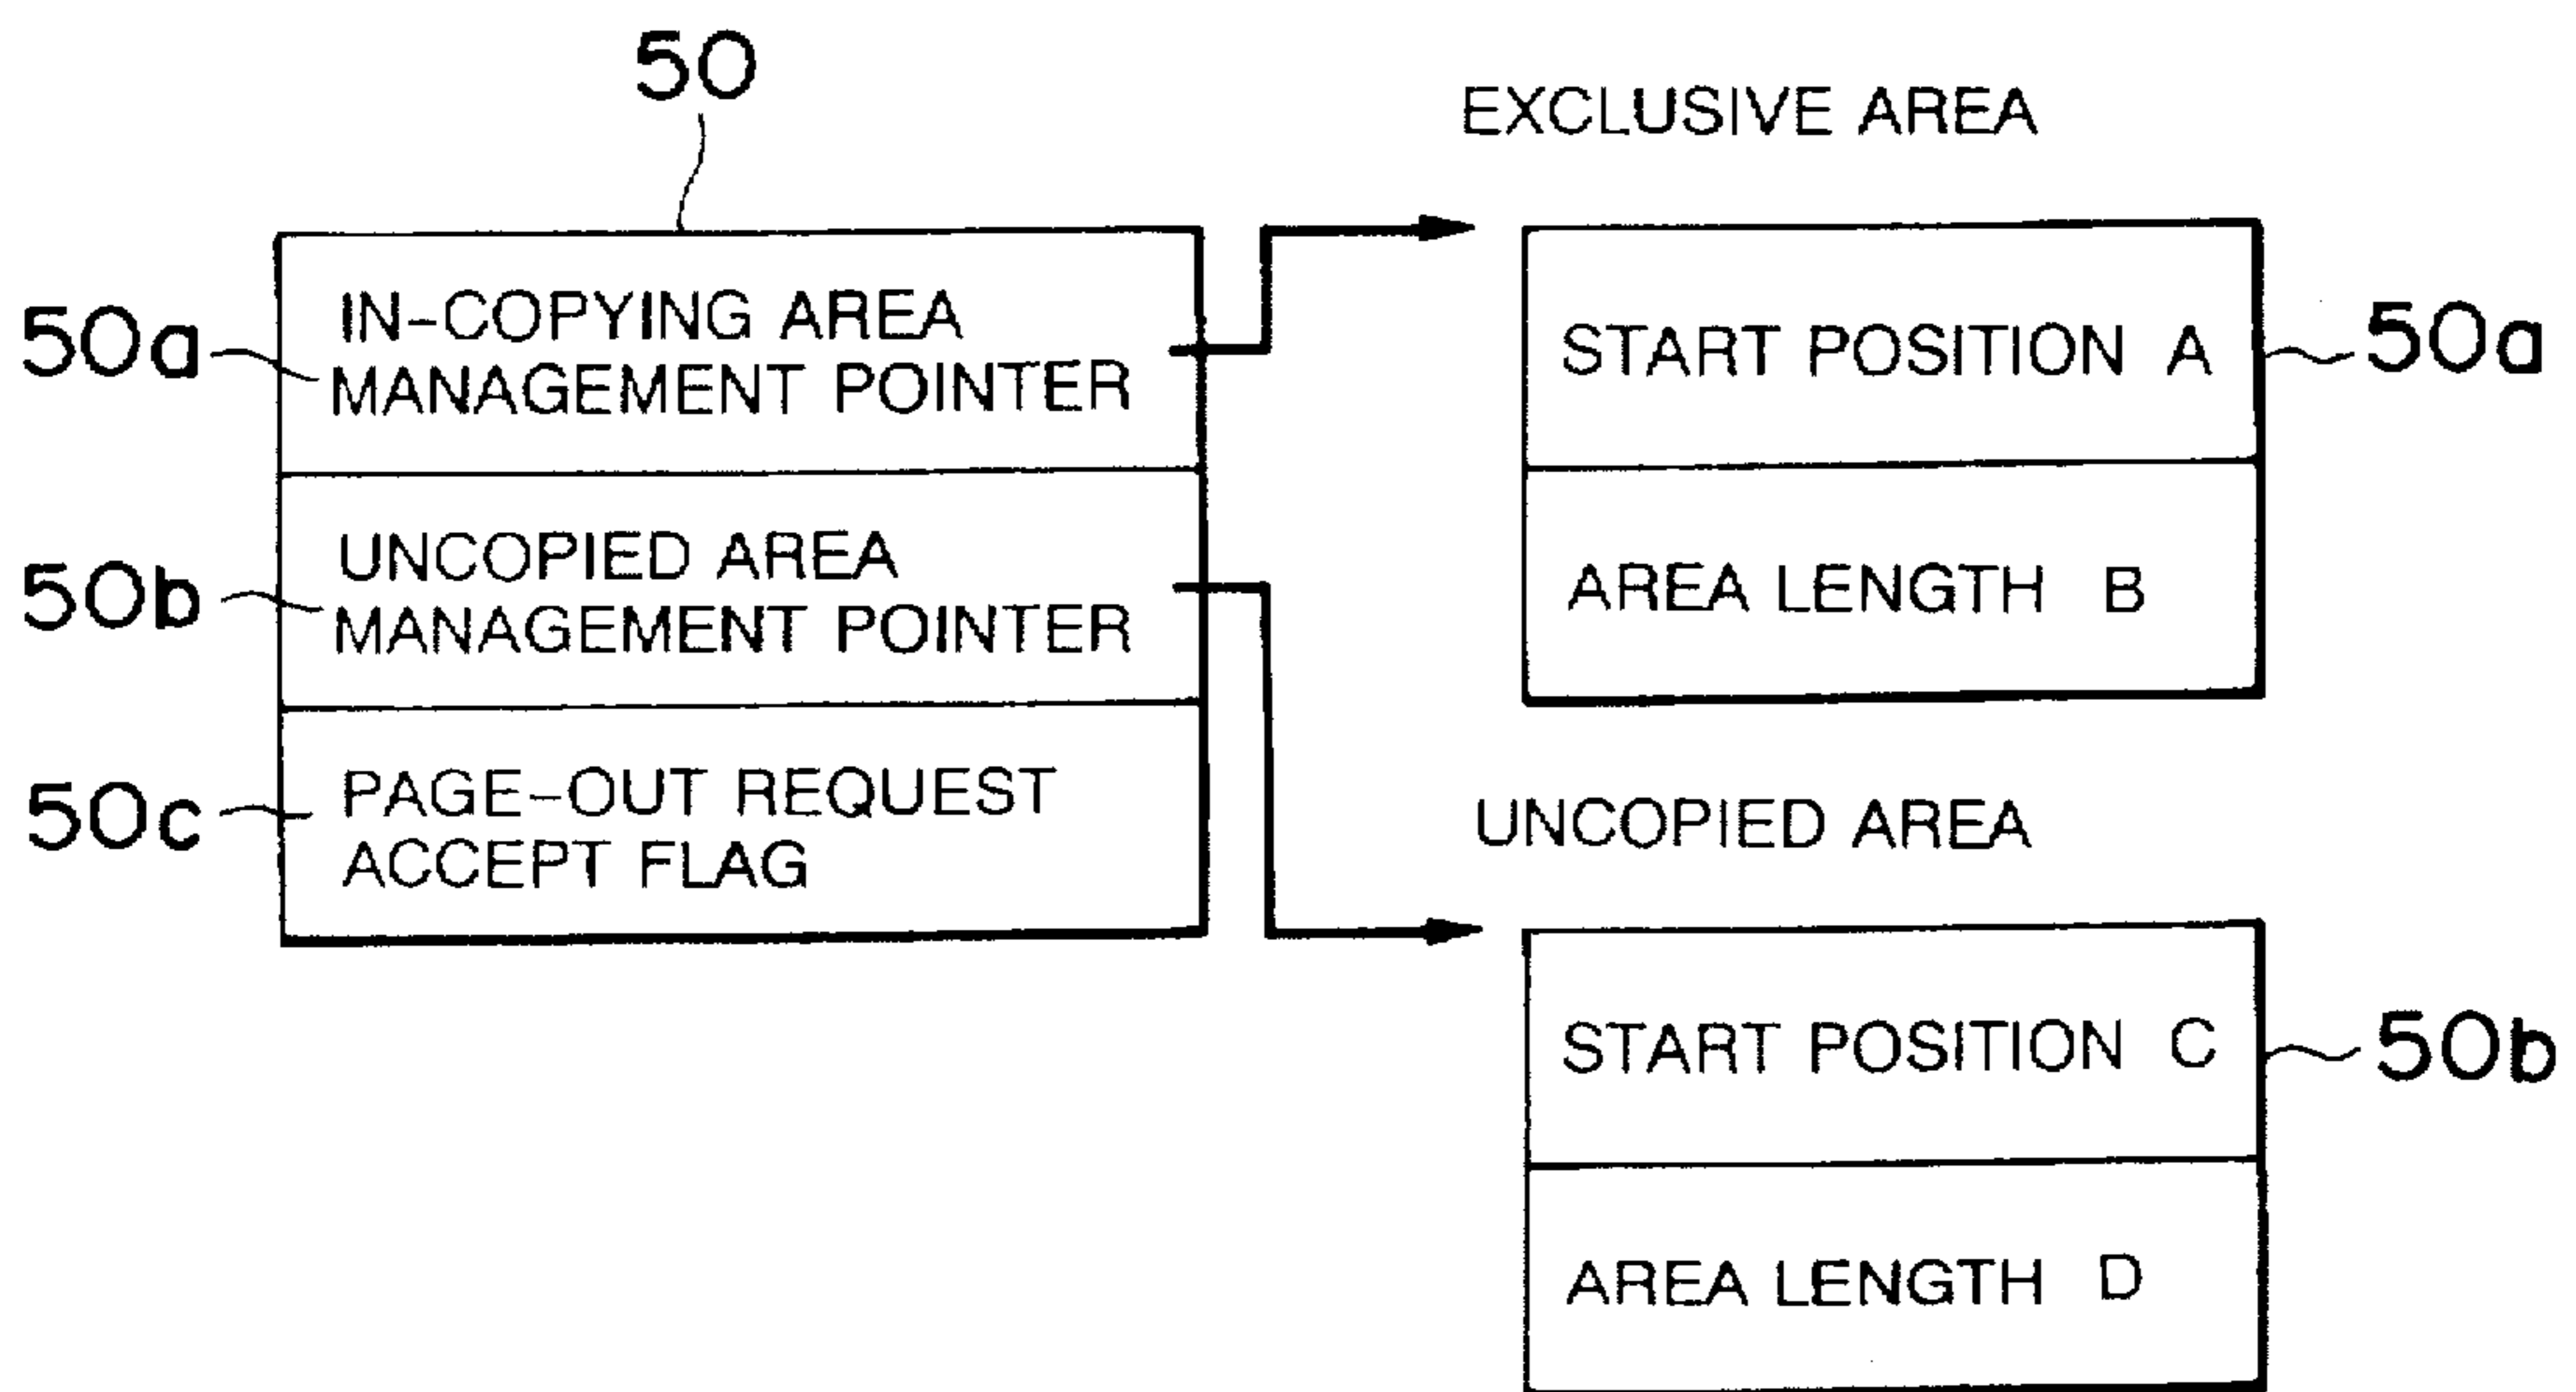 50
50a
IN-COPYING AREA
MANAGEMENT POINTER
50b
UNCOPIED AREA
MANAGEMENT POINTER
50c
PAGE-OUT REQUEST
ACCEPT FLAG
EXCLUSIVE AREA
START POSITION A
50a
AREA LENGTH B
UNCOPIED AREA
START POSITION C
50b
AREA LENGTH D